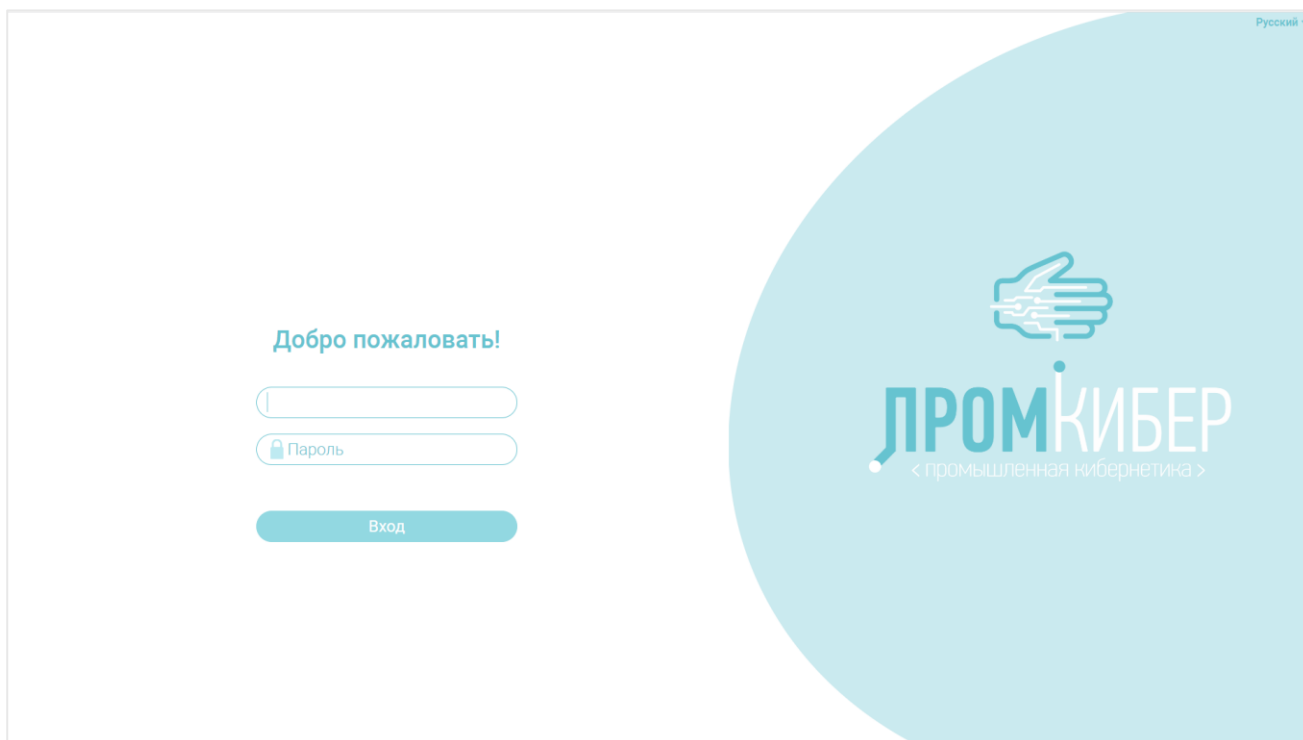 Русский
Добро пожаловать!
Пароль
Вход
ПРОМКИБЕР
< промышленная кибернетика >